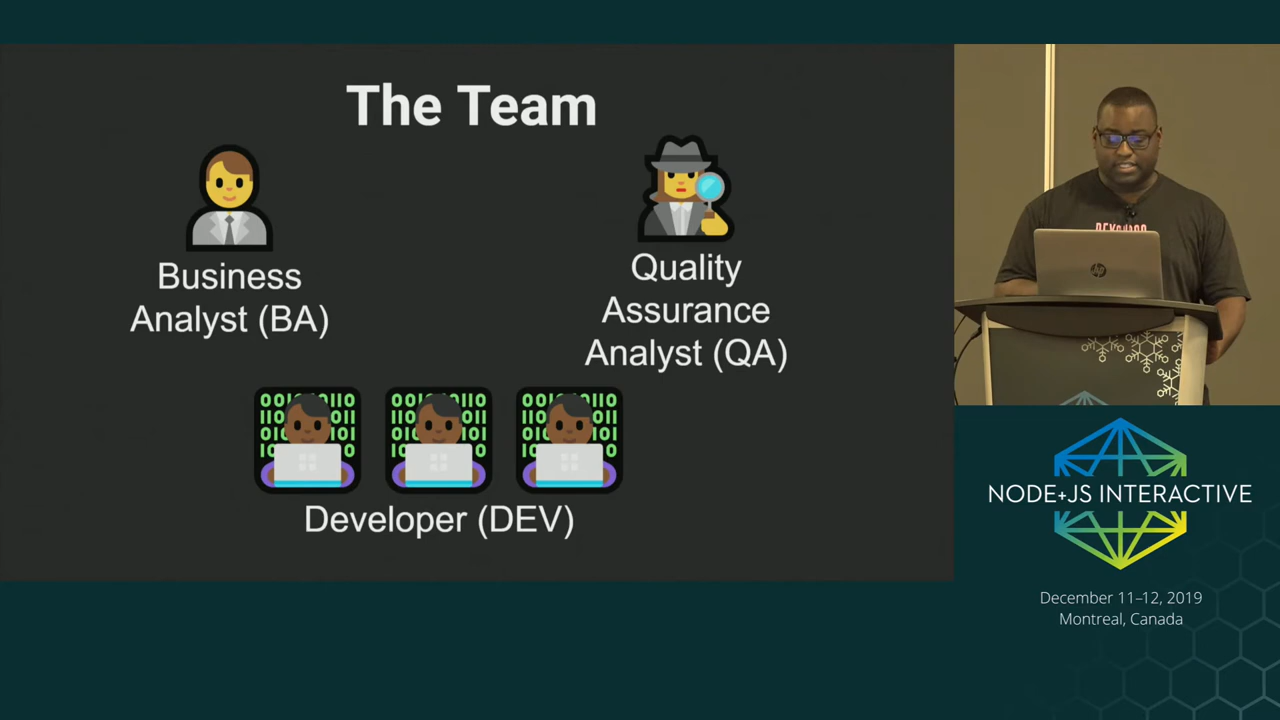 The Team
Business
Analyst (BA)
Quality
Assurance
Analyst (QA)
Developer (DEV)
NODE+JS INTERACTIVE
December 11–12, 2019
Montreal, Canada